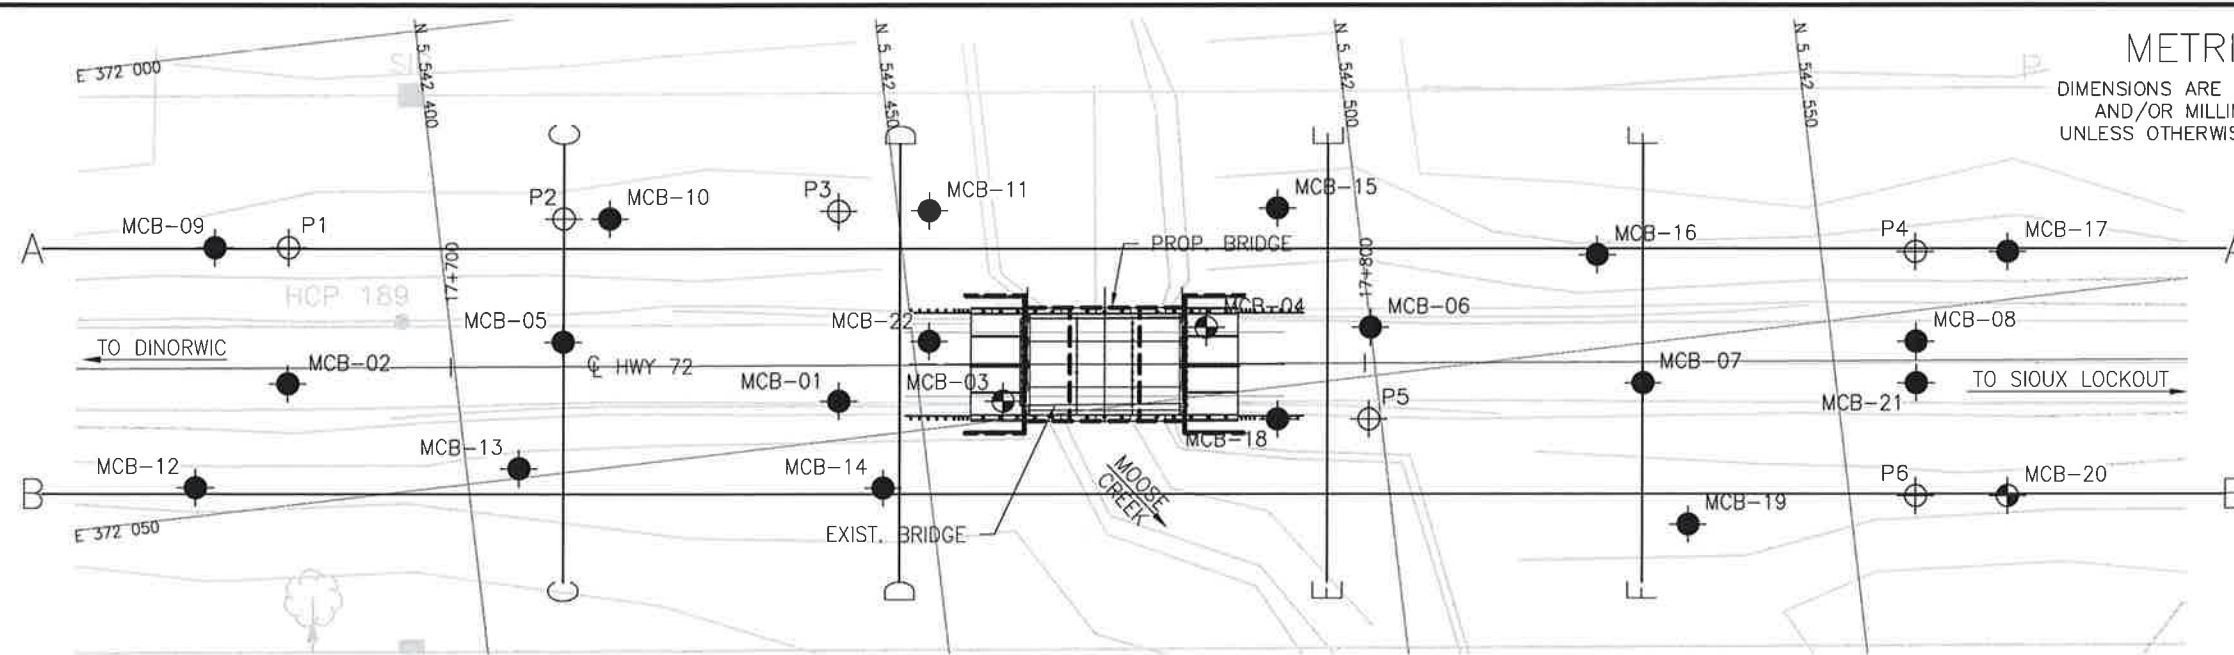 METRI
DIMENSIONS ARE
AND/OR MILLI
UNLESS OTHERWIS
E 372 000
N 5 542 400
N 5 542 450
N 5 542 500
N 5 542 550
C
D
E
F
P2
MCB-10
P3
MCB-11
MCB-15
MCB-09
P1
MCB-16
P4
MCB-17
A
PROP. BRIDGE
A
17+700
17+800
HCP 189
MCB-05
MCB-22
MCB-04
MCB-06
MCB-08
TO DINORWIC
MCB-02
℄ HWY 72
MCB-01
MCB-03
MCB-07
TO SIOUX LOCKOUT
P5
MCB-21
MCB-13
MCB-18
MCB-12
MCB-14
MOOSE
CREEK
P6
MCB-20
B
MCB-19
E 372 050
EXIST. BRIDGE
C
D
E
F